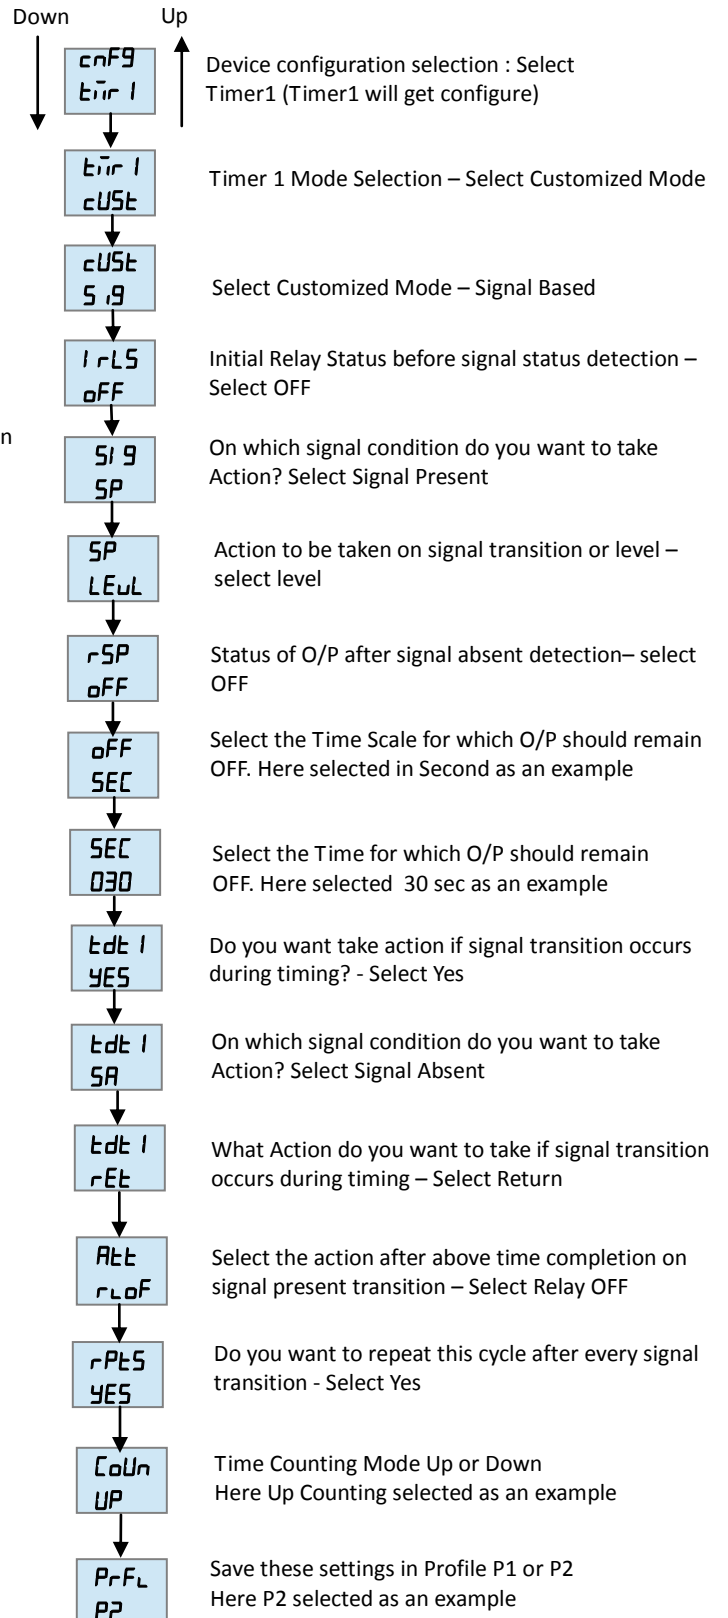 Down Up
cnFg
tmr 1
Device configuration selection : Select
Timer1 (Timer1 will get configure)
tmr 1
cUSt
Timer 1 Mode Selection – Select Customized Mode
cUSt
Sig
Select Customized Mode – Signal Based
IrLS
oFF
Initial Relay Status before signal status detection –
Select OFF
n
SIg
SP
On which signal condition do you want to take
Action? Select Signal Present
SP
LEvL
Action to be taken on signal transition or level –
select level
rSP
oFF
Status of O/P after signal absent detection– select
OFF
oFF
SEC
Select the Time Scale for which O/P should remain
OFF. Here selected in Second as an example
SEC
030
Select the Time for which O/P should remain
OFF. Here selected 30 sec as an example
tdt 1
YES
Do you want take action if signal transition occurs
during timing? - Select Yes
tdt 1
SA
On which signal condition do you want to take
Action? Select Signal Absent
tdt 1
rEt
What Action do you want to take if signal transition
occurs during timing – Select Return
Att
rLoF
Select the action after above time completion on
signal present transition – Select Relay OFF
rPtS
YES
Do you want to repeat this cycle after every signal
transition - Select Yes
CoUn
UP
Time Counting Mode Up or Down
Here Up Counting selected as an example
PrFL
P2
Save these settings in Profile P1 or P2
Here P2 selected as an example